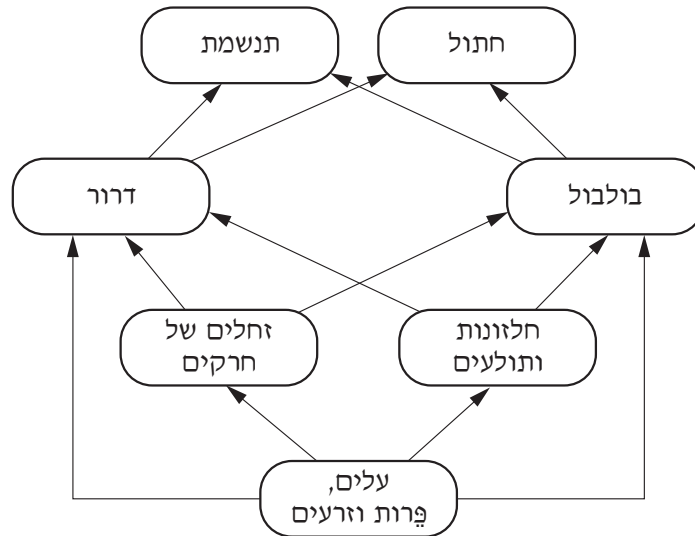 חתול
תנשמת
בולבול
דרור
חלזונות
ותולעים
זחלים של
חרקים
עלים,
פֵּרות וזרעים